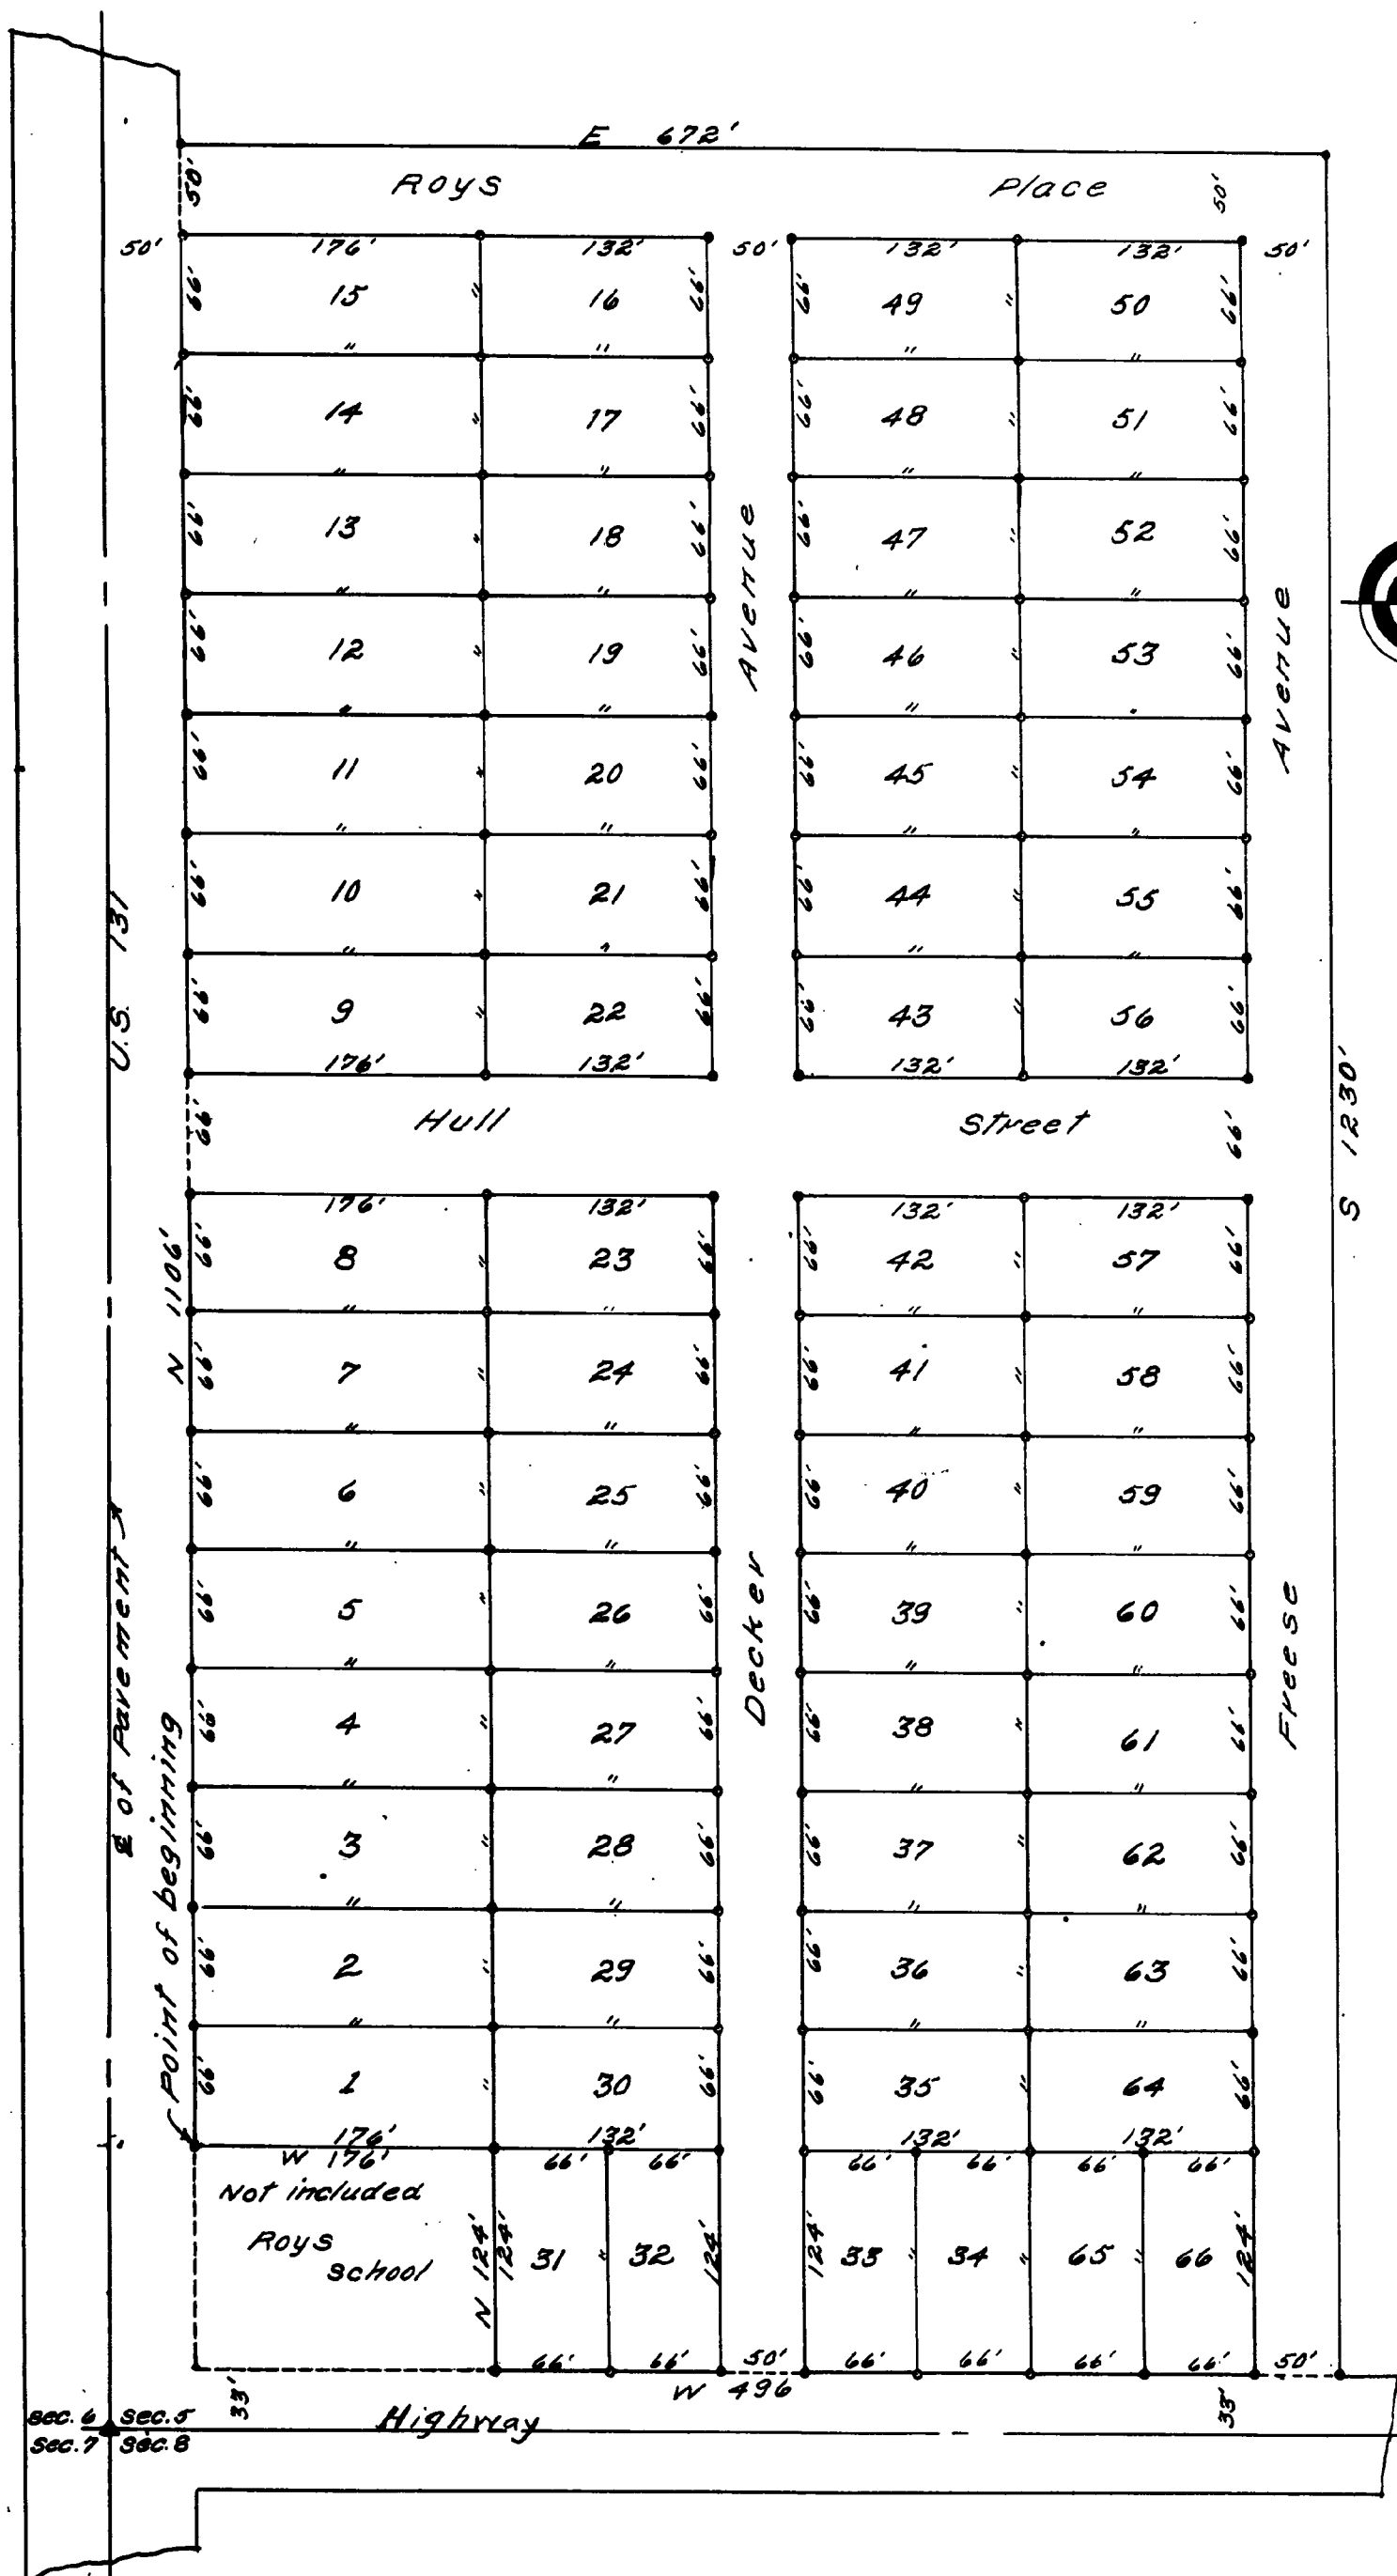 E 672'
Roys Place
50' 50'
50' 176' 132' 50' 132' 132' 50'
66' 15 " 16 66' 66' 49 " 50 66'
" " " "
66' 14 " 17 66' 66' 48 " 51 66'
" " " "
66' 13 " 18 66' 66' 47 " 52 66'
" " " "
66' 12 " 19 66' 66' 46 " 53 66'
" " " "
66' 11 " 20 66' 66' 45 " 54 66'
" " " "
66' 10 " 21 66' 66' 44 " 55 66'
" " " "
66' 9 " 22 66' 66' 43 " 56 66'
176' 132' 132' 132'
66' Hull Street 66'
176' 132' 132' 132'
66' 8 " 23 66' 66' 42 " 57 66'
" " " "
66' 7 " 24 66' 66' 41 " 58 66'
" " " "
66' 6 " 25 66' 66' 40 " 59 66'
" " " "
66' 5 " 26 66' 66' 39 " 60 66'
" " " "
66' 4 " 27 66' 66' 38 " 61 66'
" " " "
66' 3 " 28 66' 66' 37 " 62 66'
" " " "
66' 2 " 29 66' 66' 36 " 63 66'
" " " "
66' 1 " 30 66' 66' 35 " 64 66'
176' 132' 132' 132'
W 176' 66' 66' 66' 66' 66' 66'
Not included
Roys
School
N 124' 124' 31 " 32 124' 124' 33 " 34 " 65 " 66 124'
66' 66' 50' 66' 66' 66' 66' 50'
W 496
33' 33'
Highway
Sec. 6 Sec. 5
Sec. 7 Sec. 8
U.S. 131
℄ of Pavement
Point of beginning
N 1106'
Decker Avenue
Freese Avenue
S 1230'